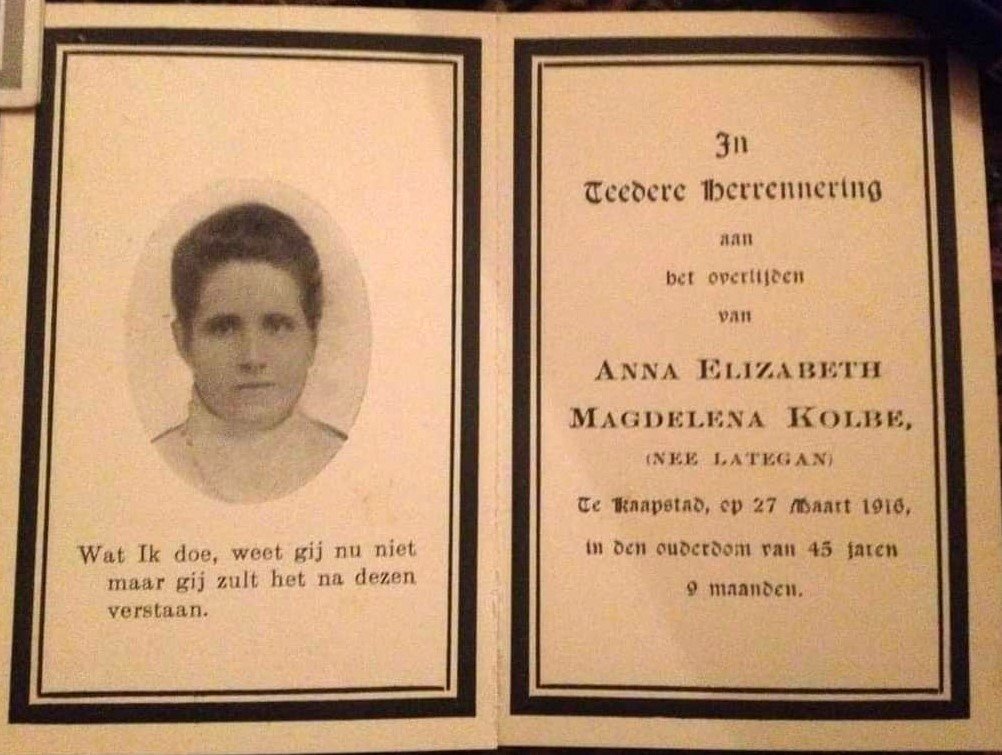 Wat Ik doe, weet gij nu niet
maar gij zult het na dezen
verstaan.
In
Teedere Herrennering
aan
het overlijden
van
ANNA ELIZABETH
MAGDELENA KOLBE,
(NEE LATEGAN)
Te Kaapstad, op 27 Maart 1916,
in den ouderdom van 45 jaren
9 maanden.